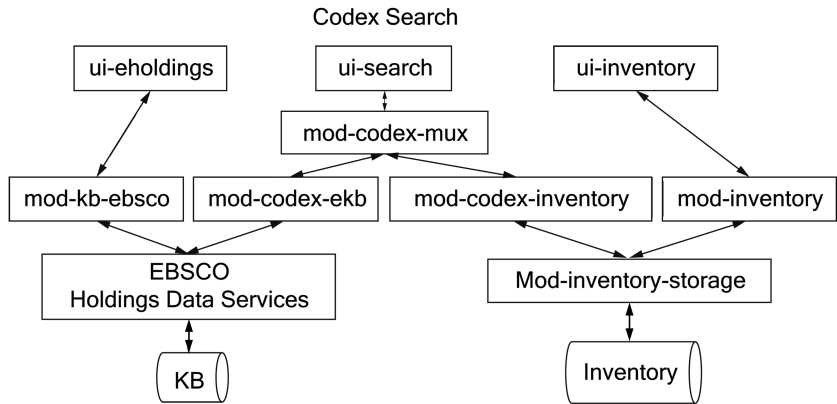 Codex Search
ui-eholdings
ui-search
ui-inventory
mod-codex-mux
mod-kb-ebsco
mod-codex-ekb
mod-codex-inventory
mod-inventory
EBSCO
Holdings Data Services
Mod-inventory-storage
KB
Inventory